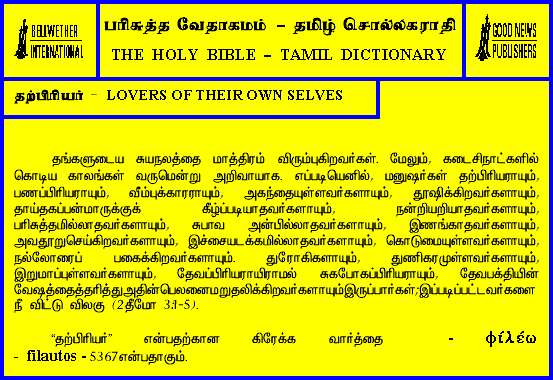 BELLWETHER
INTERNATIONAL
பரிசுத்த வேதாகமம் – தமிழ் சொல்லகராதி
THE HOLY BIBLE – TAMIL DICTIONARY
GOOD NEWS
PUBLISHERS
தற்பிரியர் – LOVERS OF THEIR OWN SELVES
தங்களுடைய சுயநலத்தை மாத்திரம் விரும்புகிறவர்கள். மேலும், கடைசிநாட்களில்
கொடிய காலங்கள் வருமென்று அறிவாயாக. எப்படியெனில், மனுஷர்கள் தற்பிரியராயும்,
பணப்பிரியராயும், வீம்புக்காரராயும், அகந்தையுள்ளவர்களாயும், தூஷிக்கிறவர்களாயும்,
தாய்தகப்பன்மாருக்குக் கீழ்ப்படியாதவர்களாயும், நன்றியறியாதவர்களாயும்,
பரிசுத்தமில்லாதவர்களாயும், சுபாவ அன்பில்லாதவர்களாயும், இணங்காதவர்களாயும்,
அவதூறுசெய்கிறவர்களாயும், இச்சையடக்கமில்லாதவர்களாயும், கொடுமையுள்ளவர்களாயும்,
நல்லோரைப் பகைக்கிறவர்களாயும். துரோகிகளாயும், துணிகரமுள்ளவர்களாயும்,
இறுமாப்புள்ளவர்களாயும், தேவப்பிரியராயிராமல் சுகபோகப்பிரியராயும், தேவபக்தியின்
வேஷத்தைத்தரித்துஅதின்பெலனைமறுதலிக்கிறவர்களாயும்இருப்பார்கள்;இப்படிப்பட்டவர்களை
நீ விட்டு விலகு (2தீமோ 3:1-5).
“தற்பிரியர்” என்பதற்கான கிரேக்க வார்த்தை - φίλέω
- filautos - 5367என்பதாகும்.